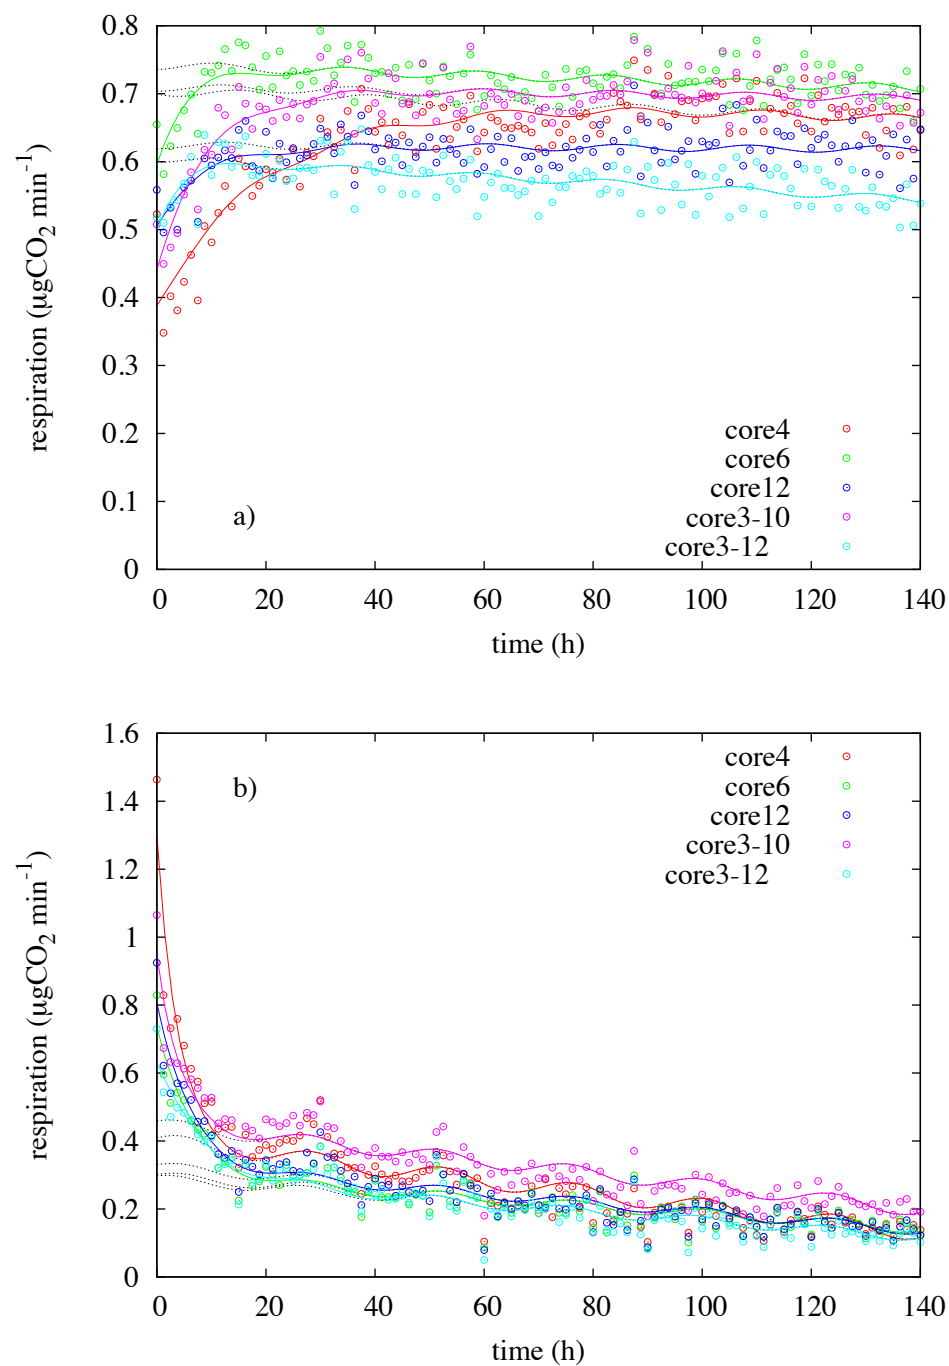 0.8
0.7
0.6
0.5
0.4
0.3
0.2
0.1
0
respiration (µgCO2 min-1)
core4
core6
core12
core3-10
core3-12
a)
0 20 40 60 80 100 120 140
time (h)
1.6
1.4
1.2
1
0.8
0.6
0.4
0.2
0
respiration (µgCO2 min-1)
b)
core4
core6
core12
core3-10
core3-12
0 20 40 60 80 100 120 140
time (h)